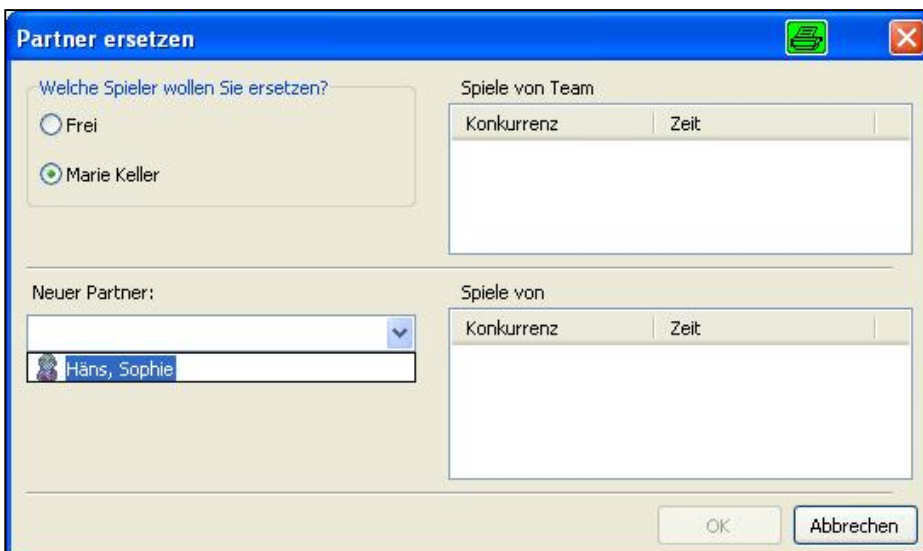 Partner ersetzen
Welche Spieler wollen Sie ersetzen?
Frei
Marie Keller
Spiele von Team
Konkurrenz Zeit
Neuer Partner:
Häns, Sophie
Spiele von
Konkurrenz Zeit
OK Abbrechen